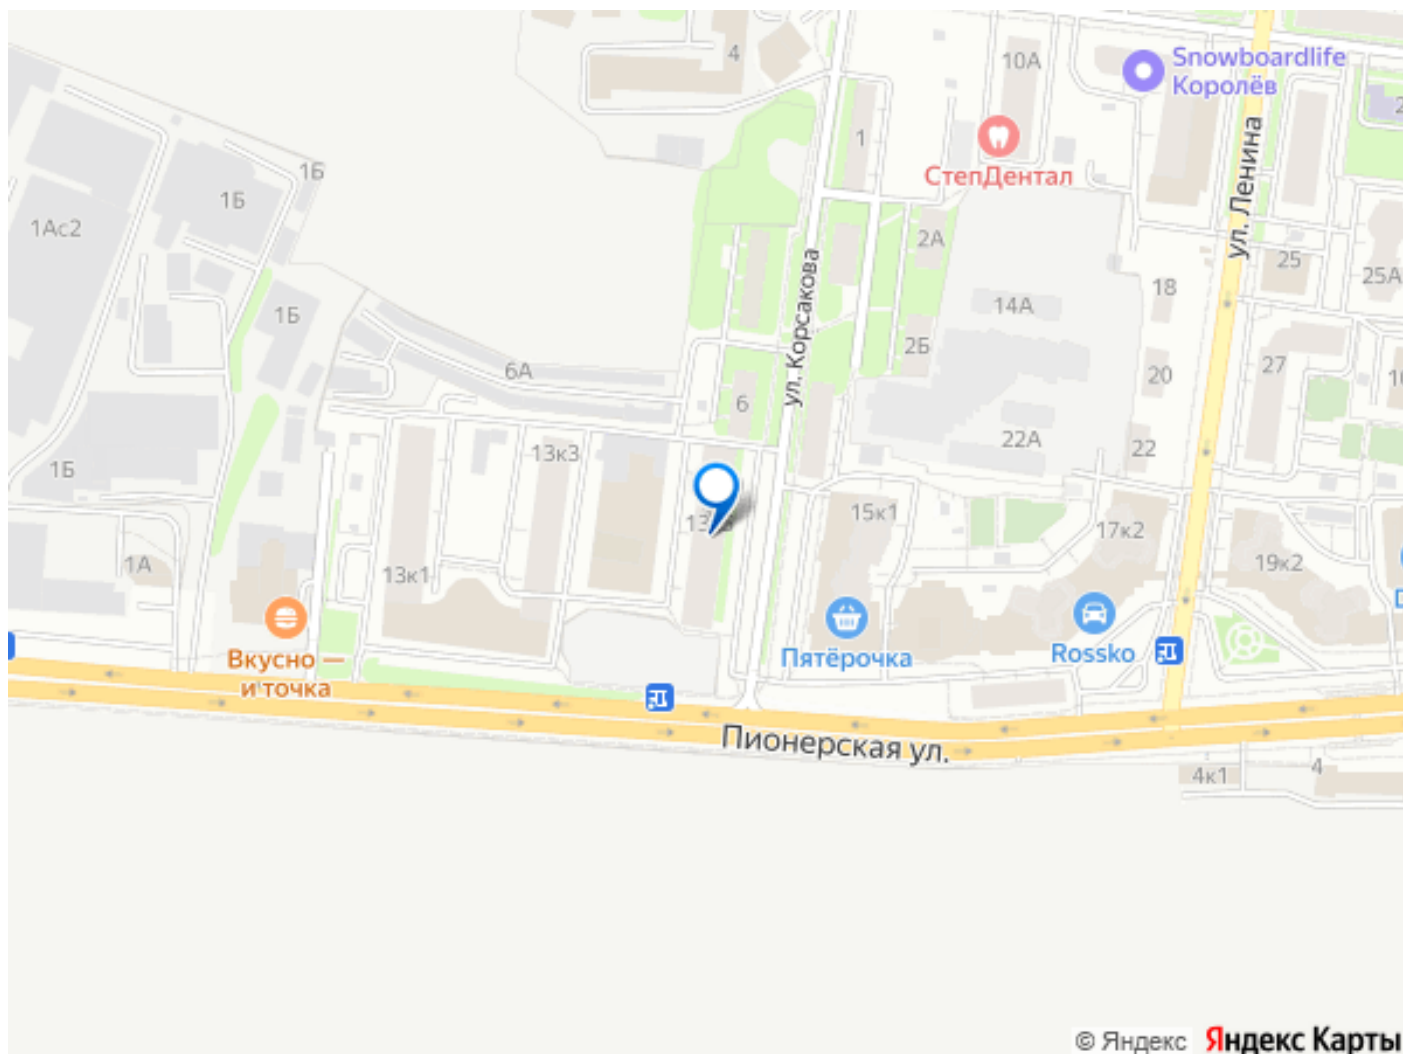 4
10А
Snowboardlife
Королёв
1
СтепДентал
ул. Ленина
1Б
1Б
1Ас2
2А
25
25А
ул. Корсакова
18
14А
1Б
2Б
6А
20
27
6
22А
22
13к3
1Б
15к1
17к2
19к2
1А
13к1
Вкусно —
и точка
Пятёрочка
Rossko
Пионерская ул.
4к1
4
© Яндекс
Яндекс Карты